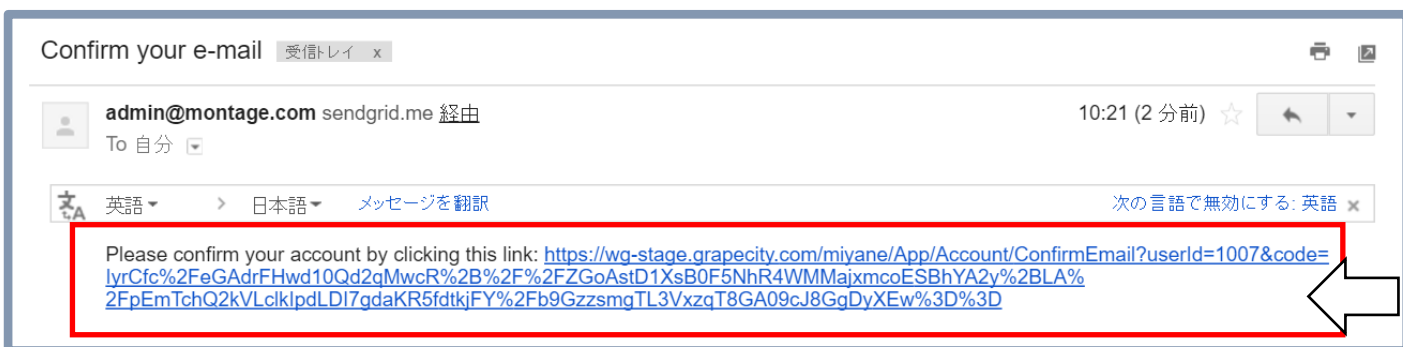 Confirm your e-mail 受信トレイ x
admin@montage.com sendgrid.me 経由 10:21 (2 分前)
To 自分
英語 > 日本語 メッセージを翻訳 次の言語で無効にする: 英語 x
Please confirm your account by clicking this link: https://wg-stage.grapecity.com/miyane/App/Account/ConfirmEmail?userId=1007&code=
IyrCfc%2FeGAdrFHwd10Qd2qMwcR%2B%2F%2FZGoAstD1XsB0F5NhR4WMMajxmcoESBhYA2y%2BLA%
2FpEmTchQ2kVLclkIpdLDI7gdaKR5fdtkjFY%2Fb9GzzsmgTL3VxzqT8GA09cJ8GgDyXEw%3D%3D